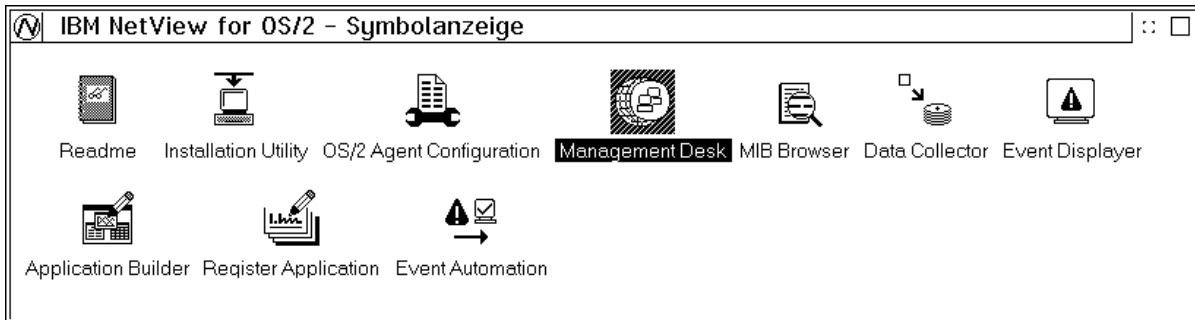 IBM NetView for OS/2 - Symbolanzeige
Readme Installation Utility OS/2 Agent Configuration Management Desk MIB Browser Data Collector Event Displayer
Application Builder Register Application Event Automation